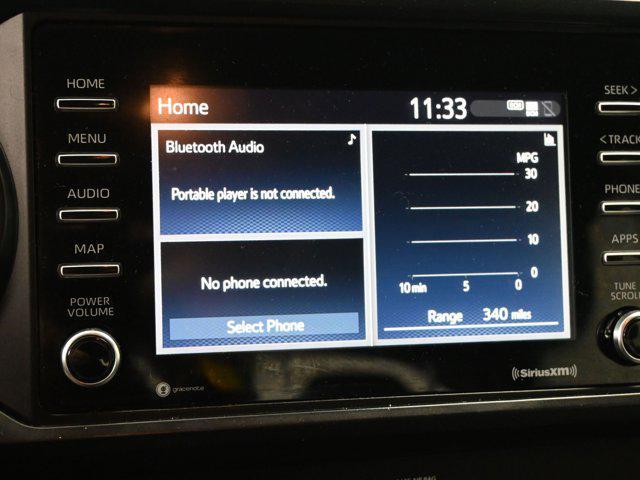 HOME
MENU
AUDIO
MAP
POWER
VOLUME
Home
11:33
Bluetooth Audio
Portable player is not connected.
No phone connected.
Select Phone
MPG
30
20
10
0
10 min 5 0
Range 340 miles
SEEK >
< TRACK
PHONE
APPS
TUNE
SCROLL
gracenote
((SiriusXM))